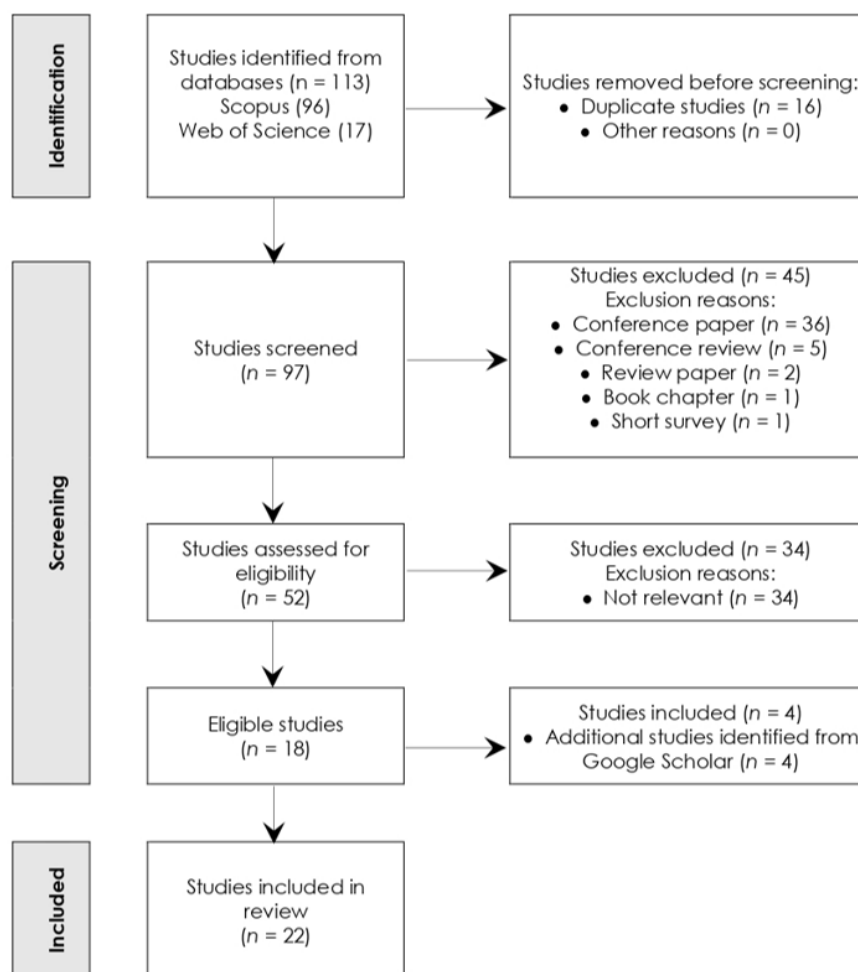 Identification
Studies identified from
databases (n = 113)
Scopus (96)
Web of Science (17)
Studies removed before screening:
● Duplicate studies (n = 16)
● Other reasons (n = 0)
Screening
Studies screened
(n = 97)
Studies excluded (n = 45)
Exclusion reasons:
● Conference paper (n = 36)
● Conference review (n = 5)
● Review paper (n = 2)
● Book chapter (n = 1)
● Short survey (n = 1)
Studies assessed for
eligibility
(n = 52)
Studies excluded (n = 34)
Exclusion reasons:
● Not relevant (n = 34)
Eligible studies
(n = 18)
Studies included (n = 4)
● Additional studies identified from
Google Scholar (n = 4)
Included
Studies included in
review
(n = 22)